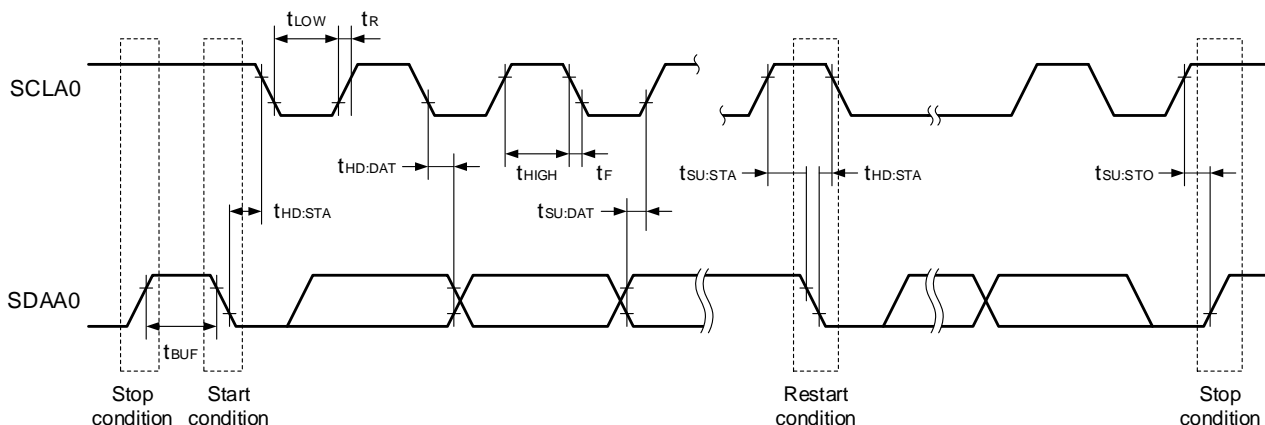 tLOW tR
SCLA0
tHD:DAT tHIGH tF tSU:STA tHD:STA tSU:STO
tHD:STA tSU:DAT
SDAA0
tBUF
Stop condition
Start condition
Restart condition
Stop condition